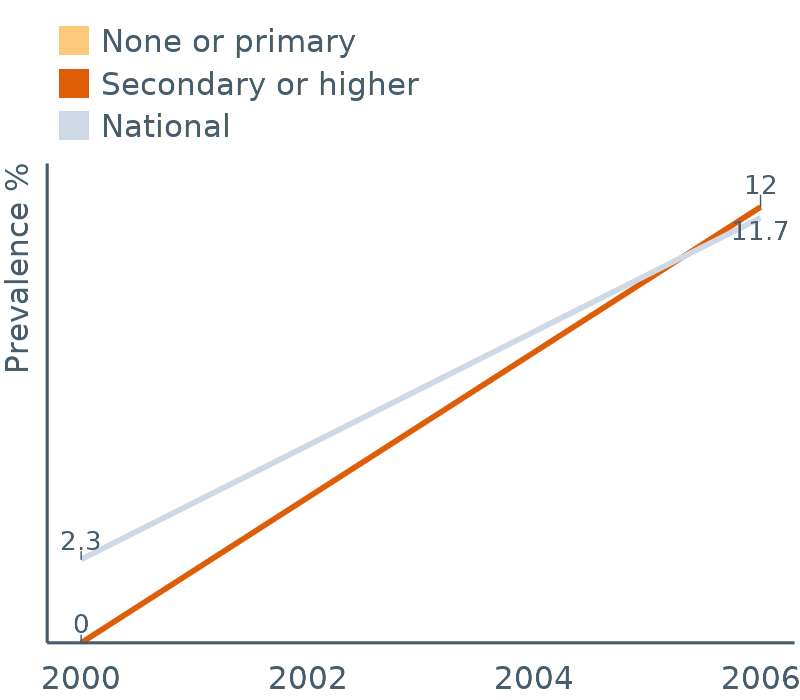 None or primary
Secondary or higher
National
Prevalence %
12
11.7
2.3
0
2000 2002 2004 2006